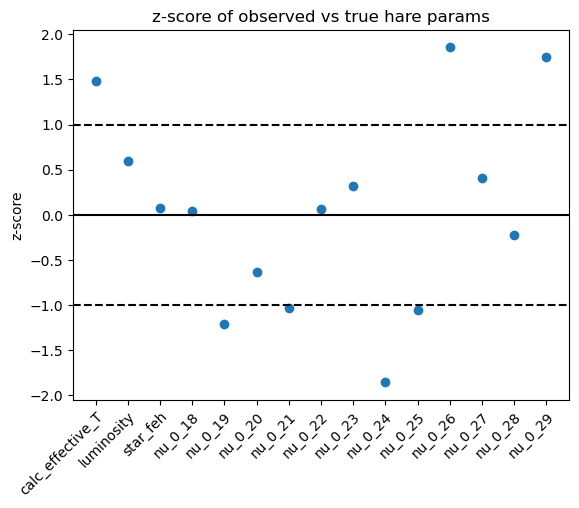 z-score of observed vs true hare params
z-score
2.0
1.5
1.0
0.5
0.0
−0.5
−1.0
−1.5
−2.0
calc_effective_T
luminosity
star_feh
nu_0_18
nu_0_19
nu_0_20
nu_0_21
nu_0_22
nu_0_23
nu_0_24
nu_0_25
nu_0_26
nu_0_27
nu_0_28
nu_0_29